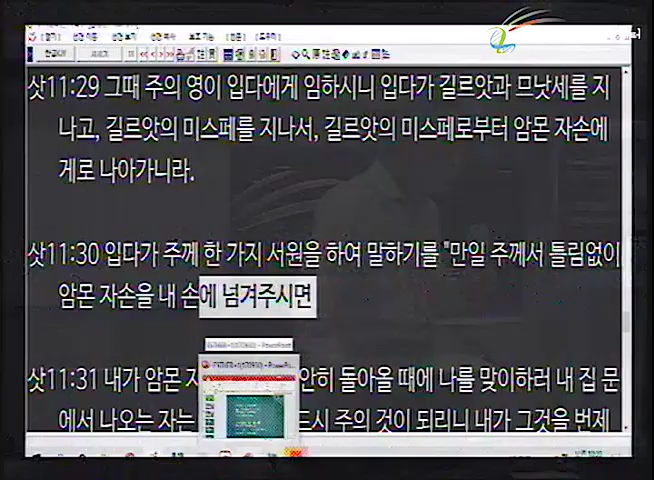 삿11:29 그때 주의 영이 입다에게 임하시니 입다가 길르앗과 므낫세를 지
나고, 길르앗의 미스페를 지나서, 길르앗의 미스페로부터 암몬 자손에
게로 나아가니라.
삿11:30 입다가 주께 한 가지 서원을 하여 말하기를 "만일 주께서 틀림없이
암몬 자손을 내 손에 넘겨주시면
삿11:31 내가 암몬 자 안히 돌아올 때에 나를 맞이하러 내 집 문
에서 나오는 자는 드시 주의 것이 되리니 내가 그것을 번제